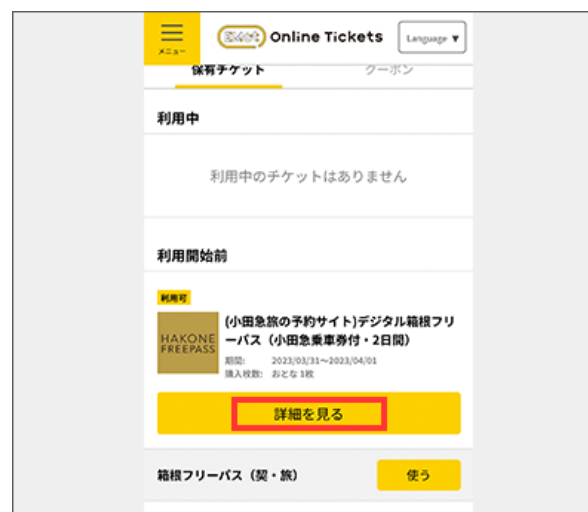 メニュー
EMot Online Tickets
Language ▼
保有チケット
クーポン
利用中
利用中のチケットはありません
利用開始前
利用可
HAKONE
FREEPASS
(小田急旅の予約サイト)デジタル箱根フリ
ーパス（小田急乗車券付・2日間）
期間: 2023/03/31~2023/04/01
購入枚数: おとな 1枚
詳細を見る
箱根フリーパス（契・旅）
使う